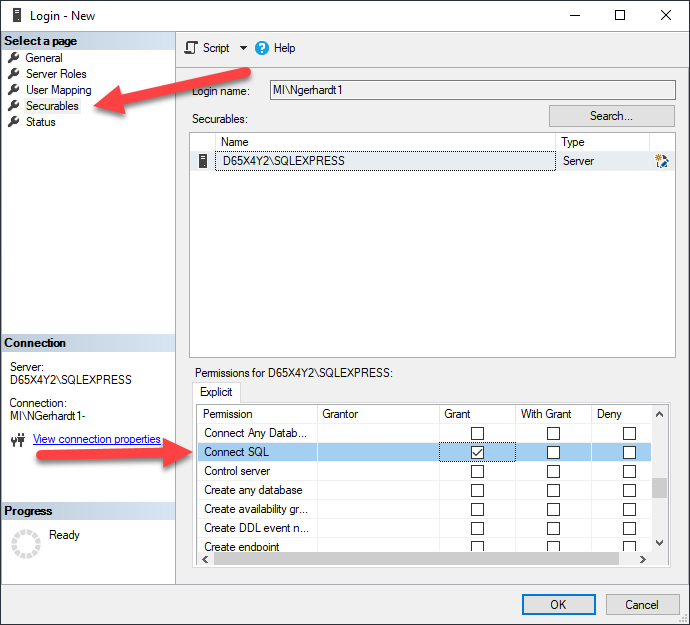 Login - New
Select a page
General
Server Roles
User Mapping
Securables
Status
Script
Help
Login name:
MI\Ngerhardt1
Securables:
Search...
Name
Type
D65X4Y2\SQLEXPRESS
Server
Connection
Server:
D65X4Y2\SQLEXPRESS
Connection:
MI\NGerhardt1-
View connection properties
Progress
Ready
Permissions for D65X4Y2\SQLEXPRESS:
Explicit
Permission Grantor Grant With Grant Deny
Connect Any Datab...
Connect SQL
Control server
Create any database
Create availability gr...
Create DDL event n...
Create endpoint
OK
Cancel